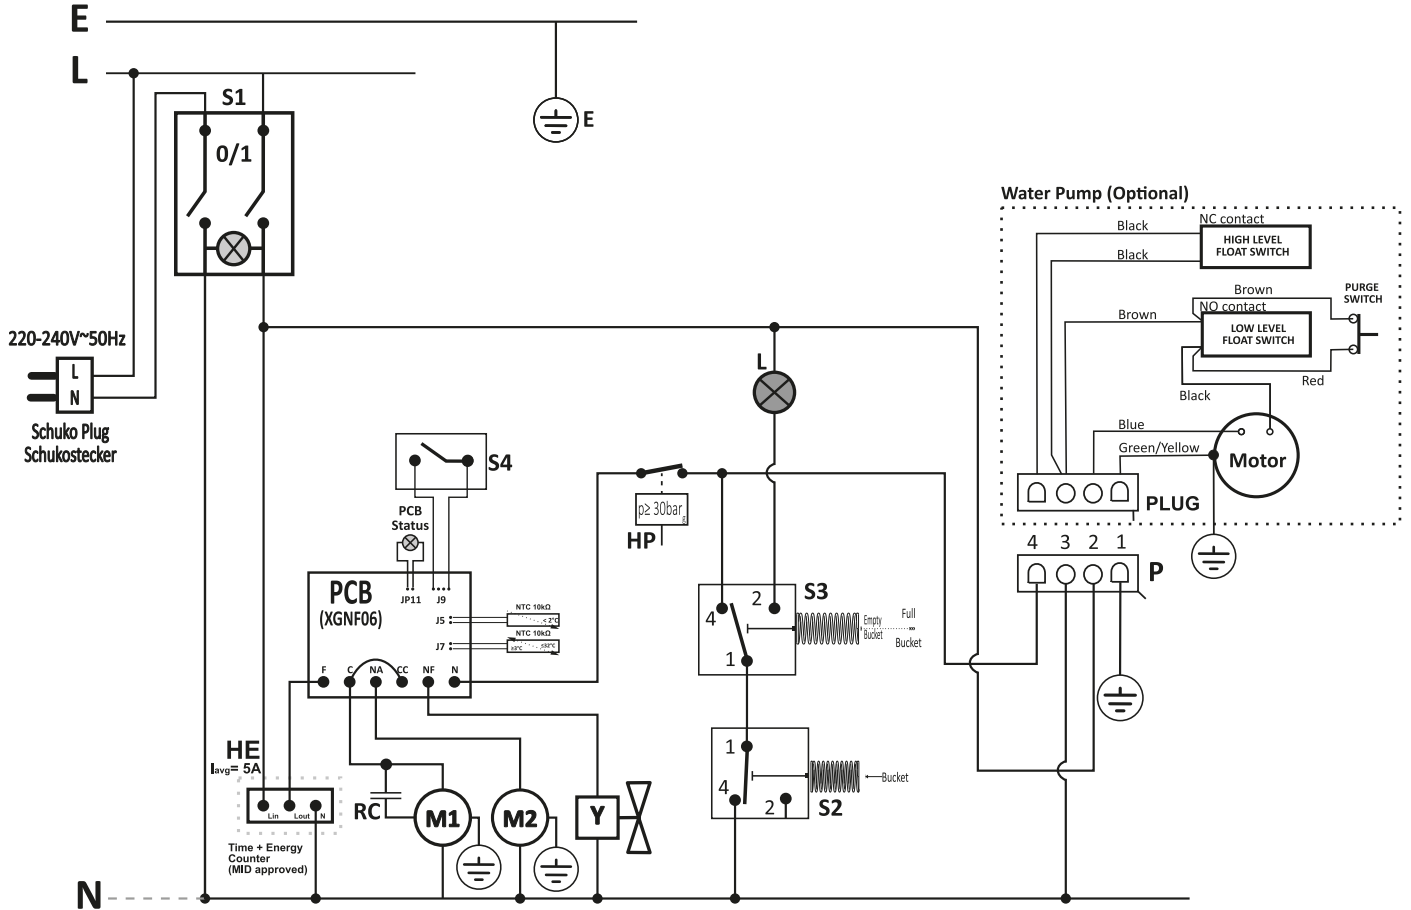 E
L
S1
0/1
E
220-240V~50Hz
L
N
Schuko Plug
Schukostecker
Water Pump (Optional)
Black
NC contact
HIGH LEVEL
FLOAT SWITCH
Black
Brown
PURGE
SWITCH
Brown
NO contact
LOW LEVEL
FLOAT SWITCH
Red
Black
Blue
Green/Yellow
Motor
PLUG
4 3 2 1
P
L
S4
PCB
Status
p≥ 30bar
HP
PCB
(XGNF06)
JP11
J9
J5
NTC 10kΩ
< 2°C
J7
NTC 10kΩ
F C NA CC NF N
S3
4
2
1
Empty
Bucket
Full
Bucket
HE
Iavg= 5A
Lin
Lout
N
Time + Energy
Counter
(MID approved)
RC
M1
M2
Y
1
4
2
S2
Bucket
N